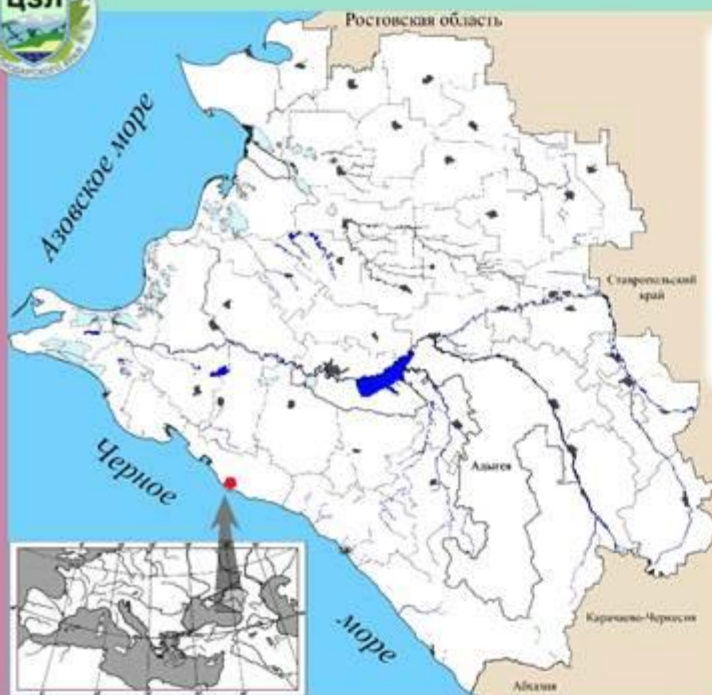 ЦЗЛ
Ростовская область
Азовское море
Ставропольский
край
Адыгея
Черное
море
Карачаево-Черкесия
Абхазия